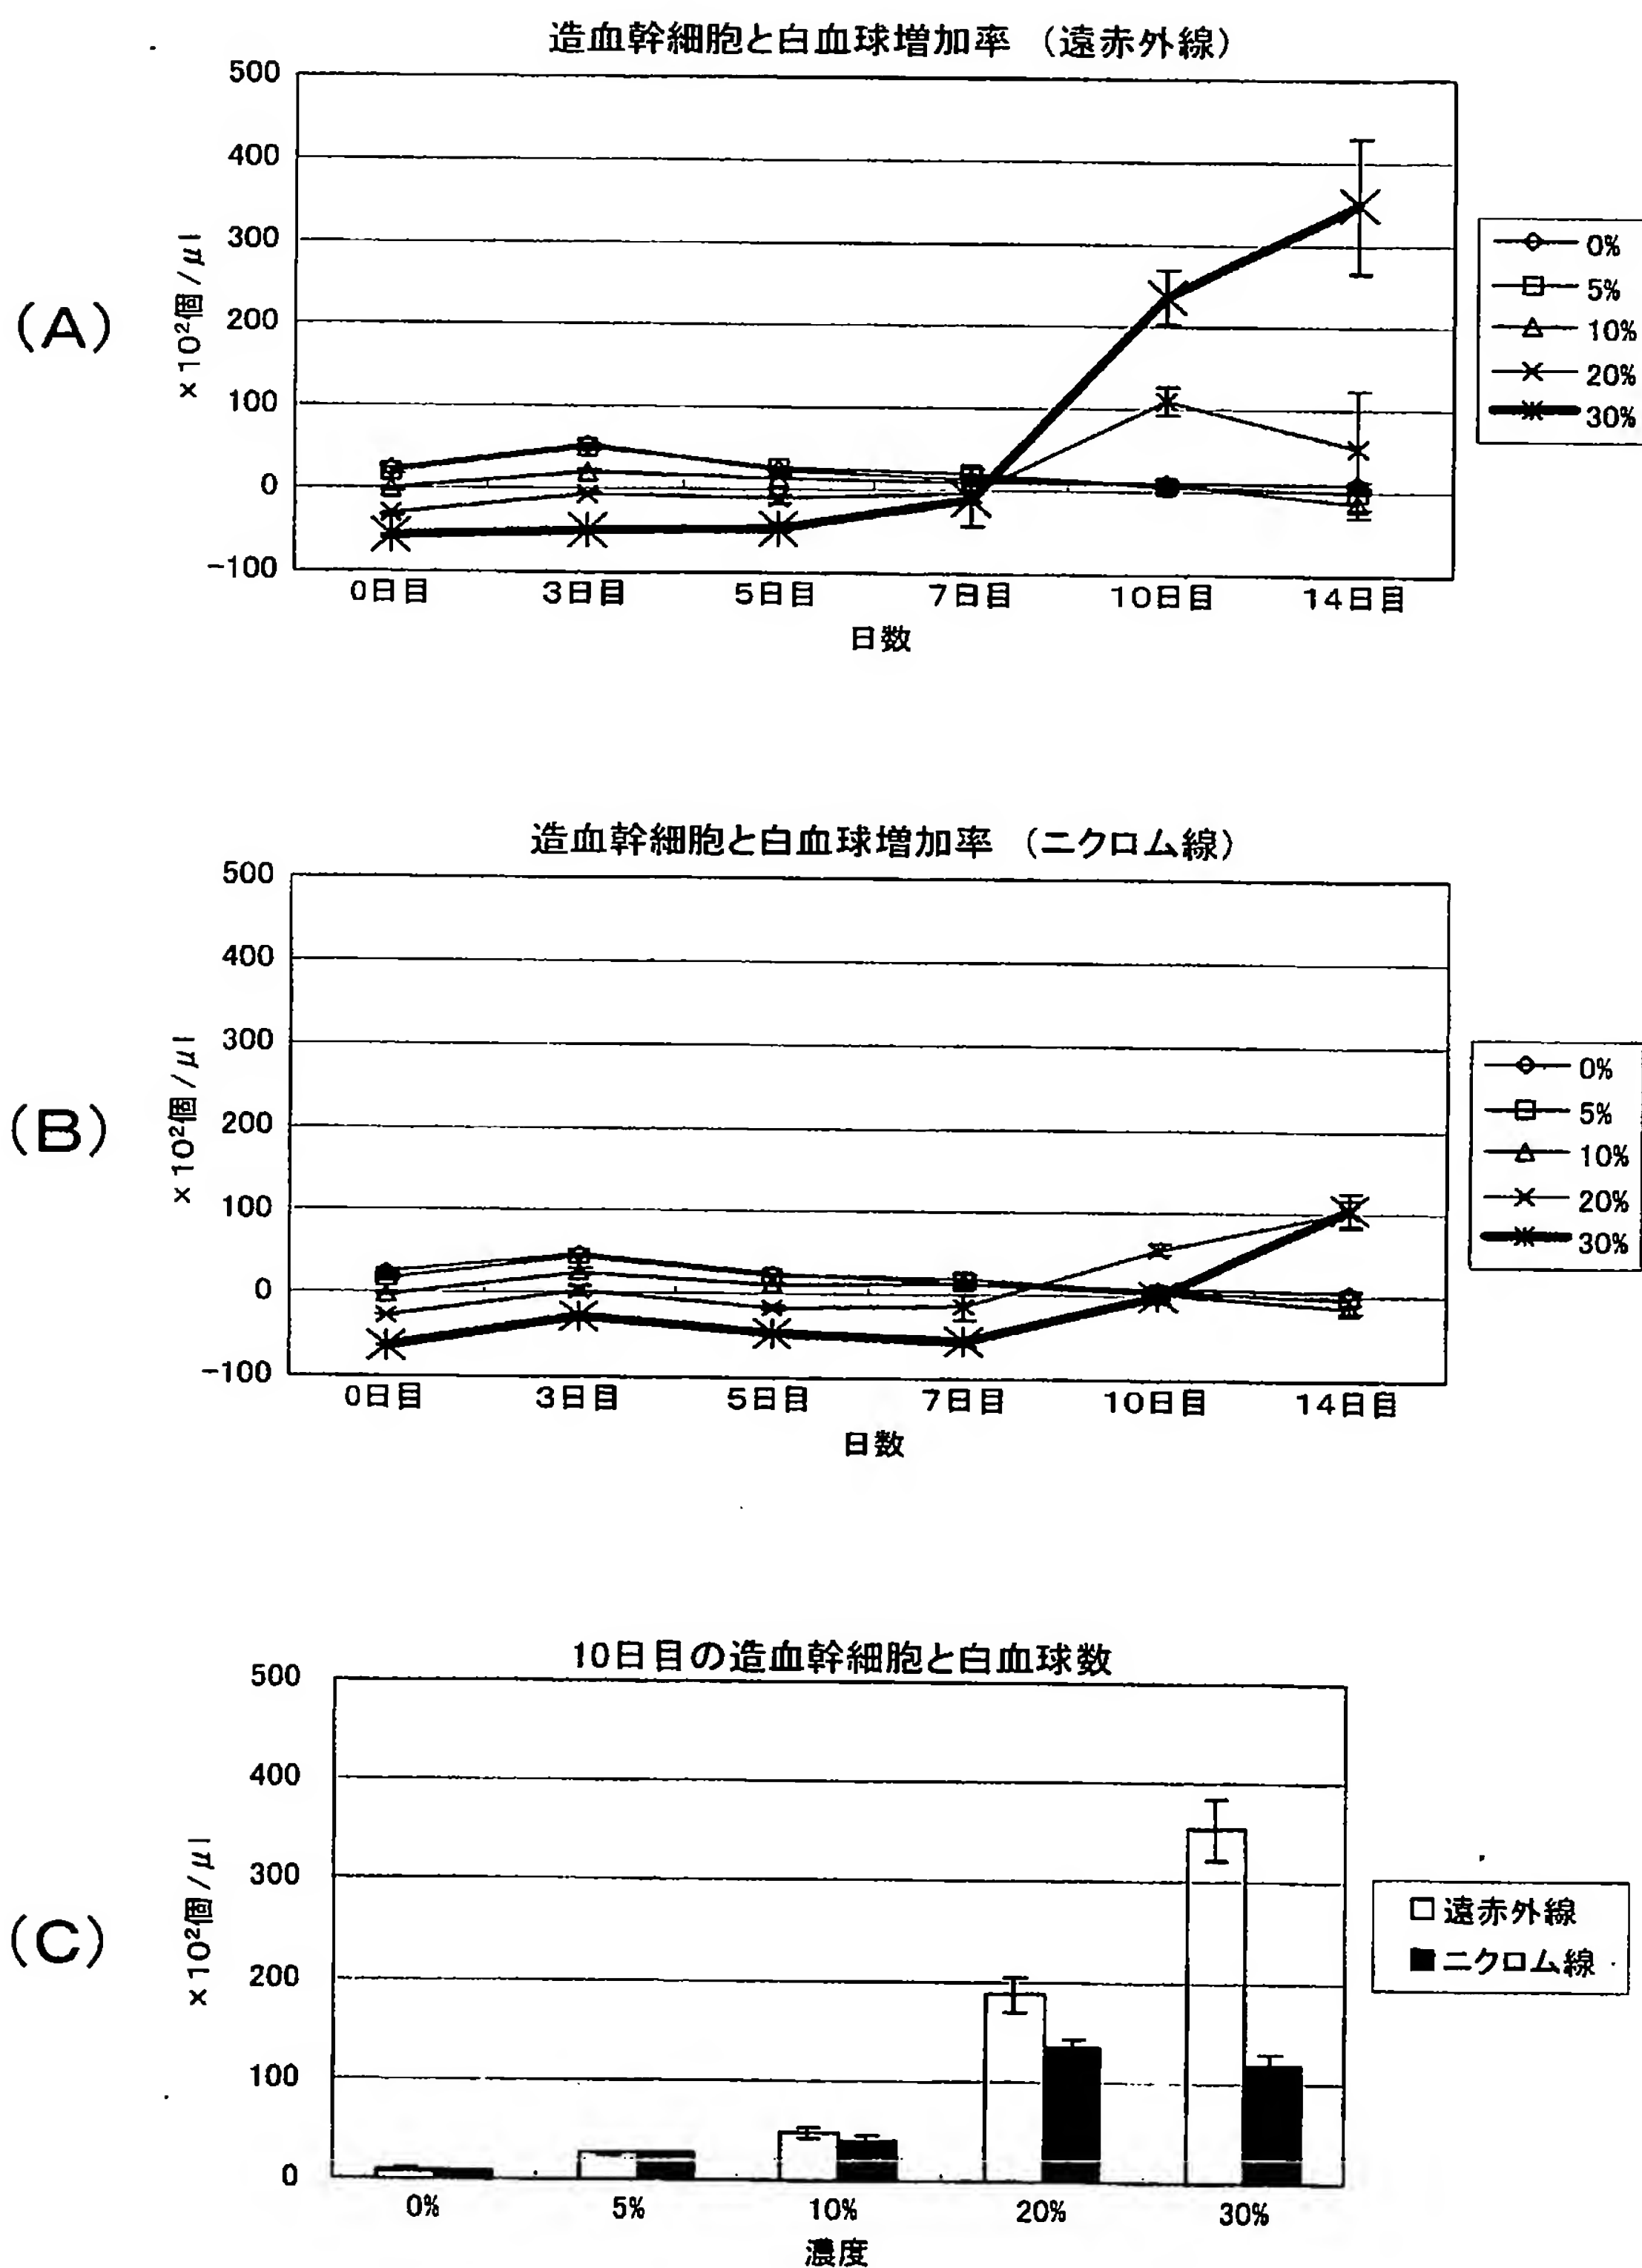 造血幹細胞と白血球増加率 (遠赤外線)
(A)
×10²個/μl
500
400
300
200
100
0
-100
0日目 3日目 5日目 7日目 10日目 14日目
日数
0%
5%
10%
20%
30%
造血幹細胞と白血球増加率 (ニクロム線)
(B)
×10²個/μl
500
400
300
200
100
0
-100
0日目 3日目 5日目 7日目 10日目 14日目
日数
0%
5%
10%
20%
30%
10日目の造血幹細胞と白血球数
(C)
×10²個/μl
500
400
300
200
100
0
0% 5% 10% 20% 30%
濃度
遠赤外線
ニクロム線